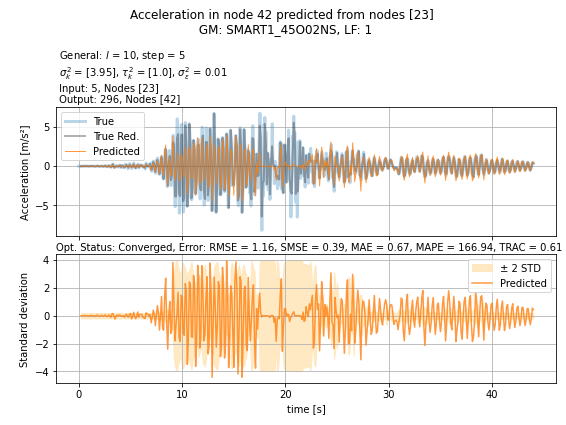 Acceleration in node 42 predicted from nodes [23]
GM: SMART1_45O02NS, LF: 1
General: l = 10, step = 5
σ²ₖ = [3.95], τ²ₖ = [1.0], σ²ε = 0.01
Input: 5, Nodes [23]
Output: 296, Nodes [42]
True
True Red.
Predicted
Acceleration [m/s²]
5
0
−5
Opt. Status: Converged, Error: RMSE = 1.16, SMSE = 0.39, MAE = 0.67, MAPE = 166.94, TRAC = 0.61
± 2 STD
Predicted
Standard deviation
4
2
0
−2
−4
0 10 20 30 40
time [s]